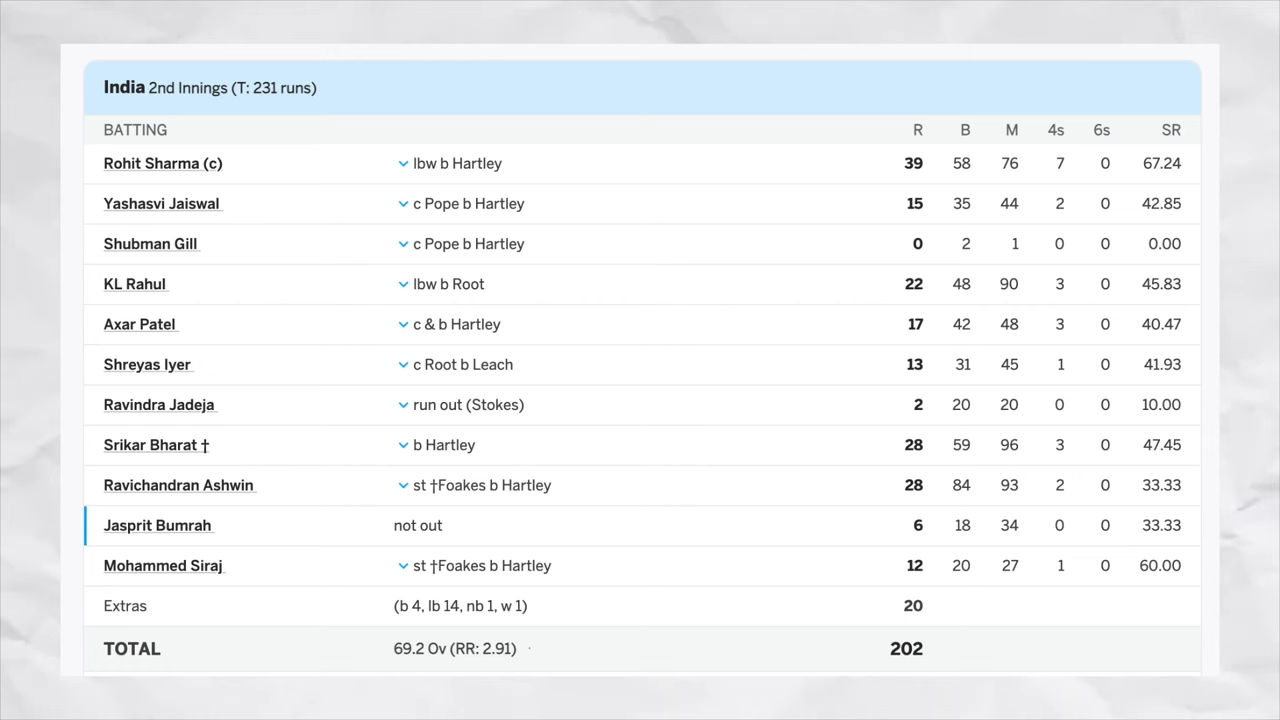 India 2nd Innings (T: 231 runs)
BATTING R B M 4s 6s SR
Rohit Sharma (c) lbw b Hartley 39 58 76 7 0 67.24
Yashasvi Jaiswal c Pope b Hartley 15 35 44 2 0 42.85
Shubman Gill c Pope b Hartley 0 2 1 0 0 0.00
KL Rahul lbw b Root 22 48 90 3 0 45.83
Axar Patel c & b Hartley 17 42 48 3 0 40.47
Shreyas Iyer c Root b Leach 13 31 45 1 0 41.93
Ravindra Jadeja run out (Stokes) 2 20 20 0 0 10.00
Srikar Bharat † b Hartley 28 59 96 3 0 47.45
Ravichandran Ashwin st †Foakes b Hartley 28 84 93 2 0 33.33
Jasprit Bumrah not out 6 18 34 0 0 33.33
Mohammed Siraj st †Foakes b Hartley 12 20 27 1 0 60.00
Extras (b 4, lb 14, nb 1, w 1) 20
TOTAL 69.2 Ov (RR: 2.91) 202